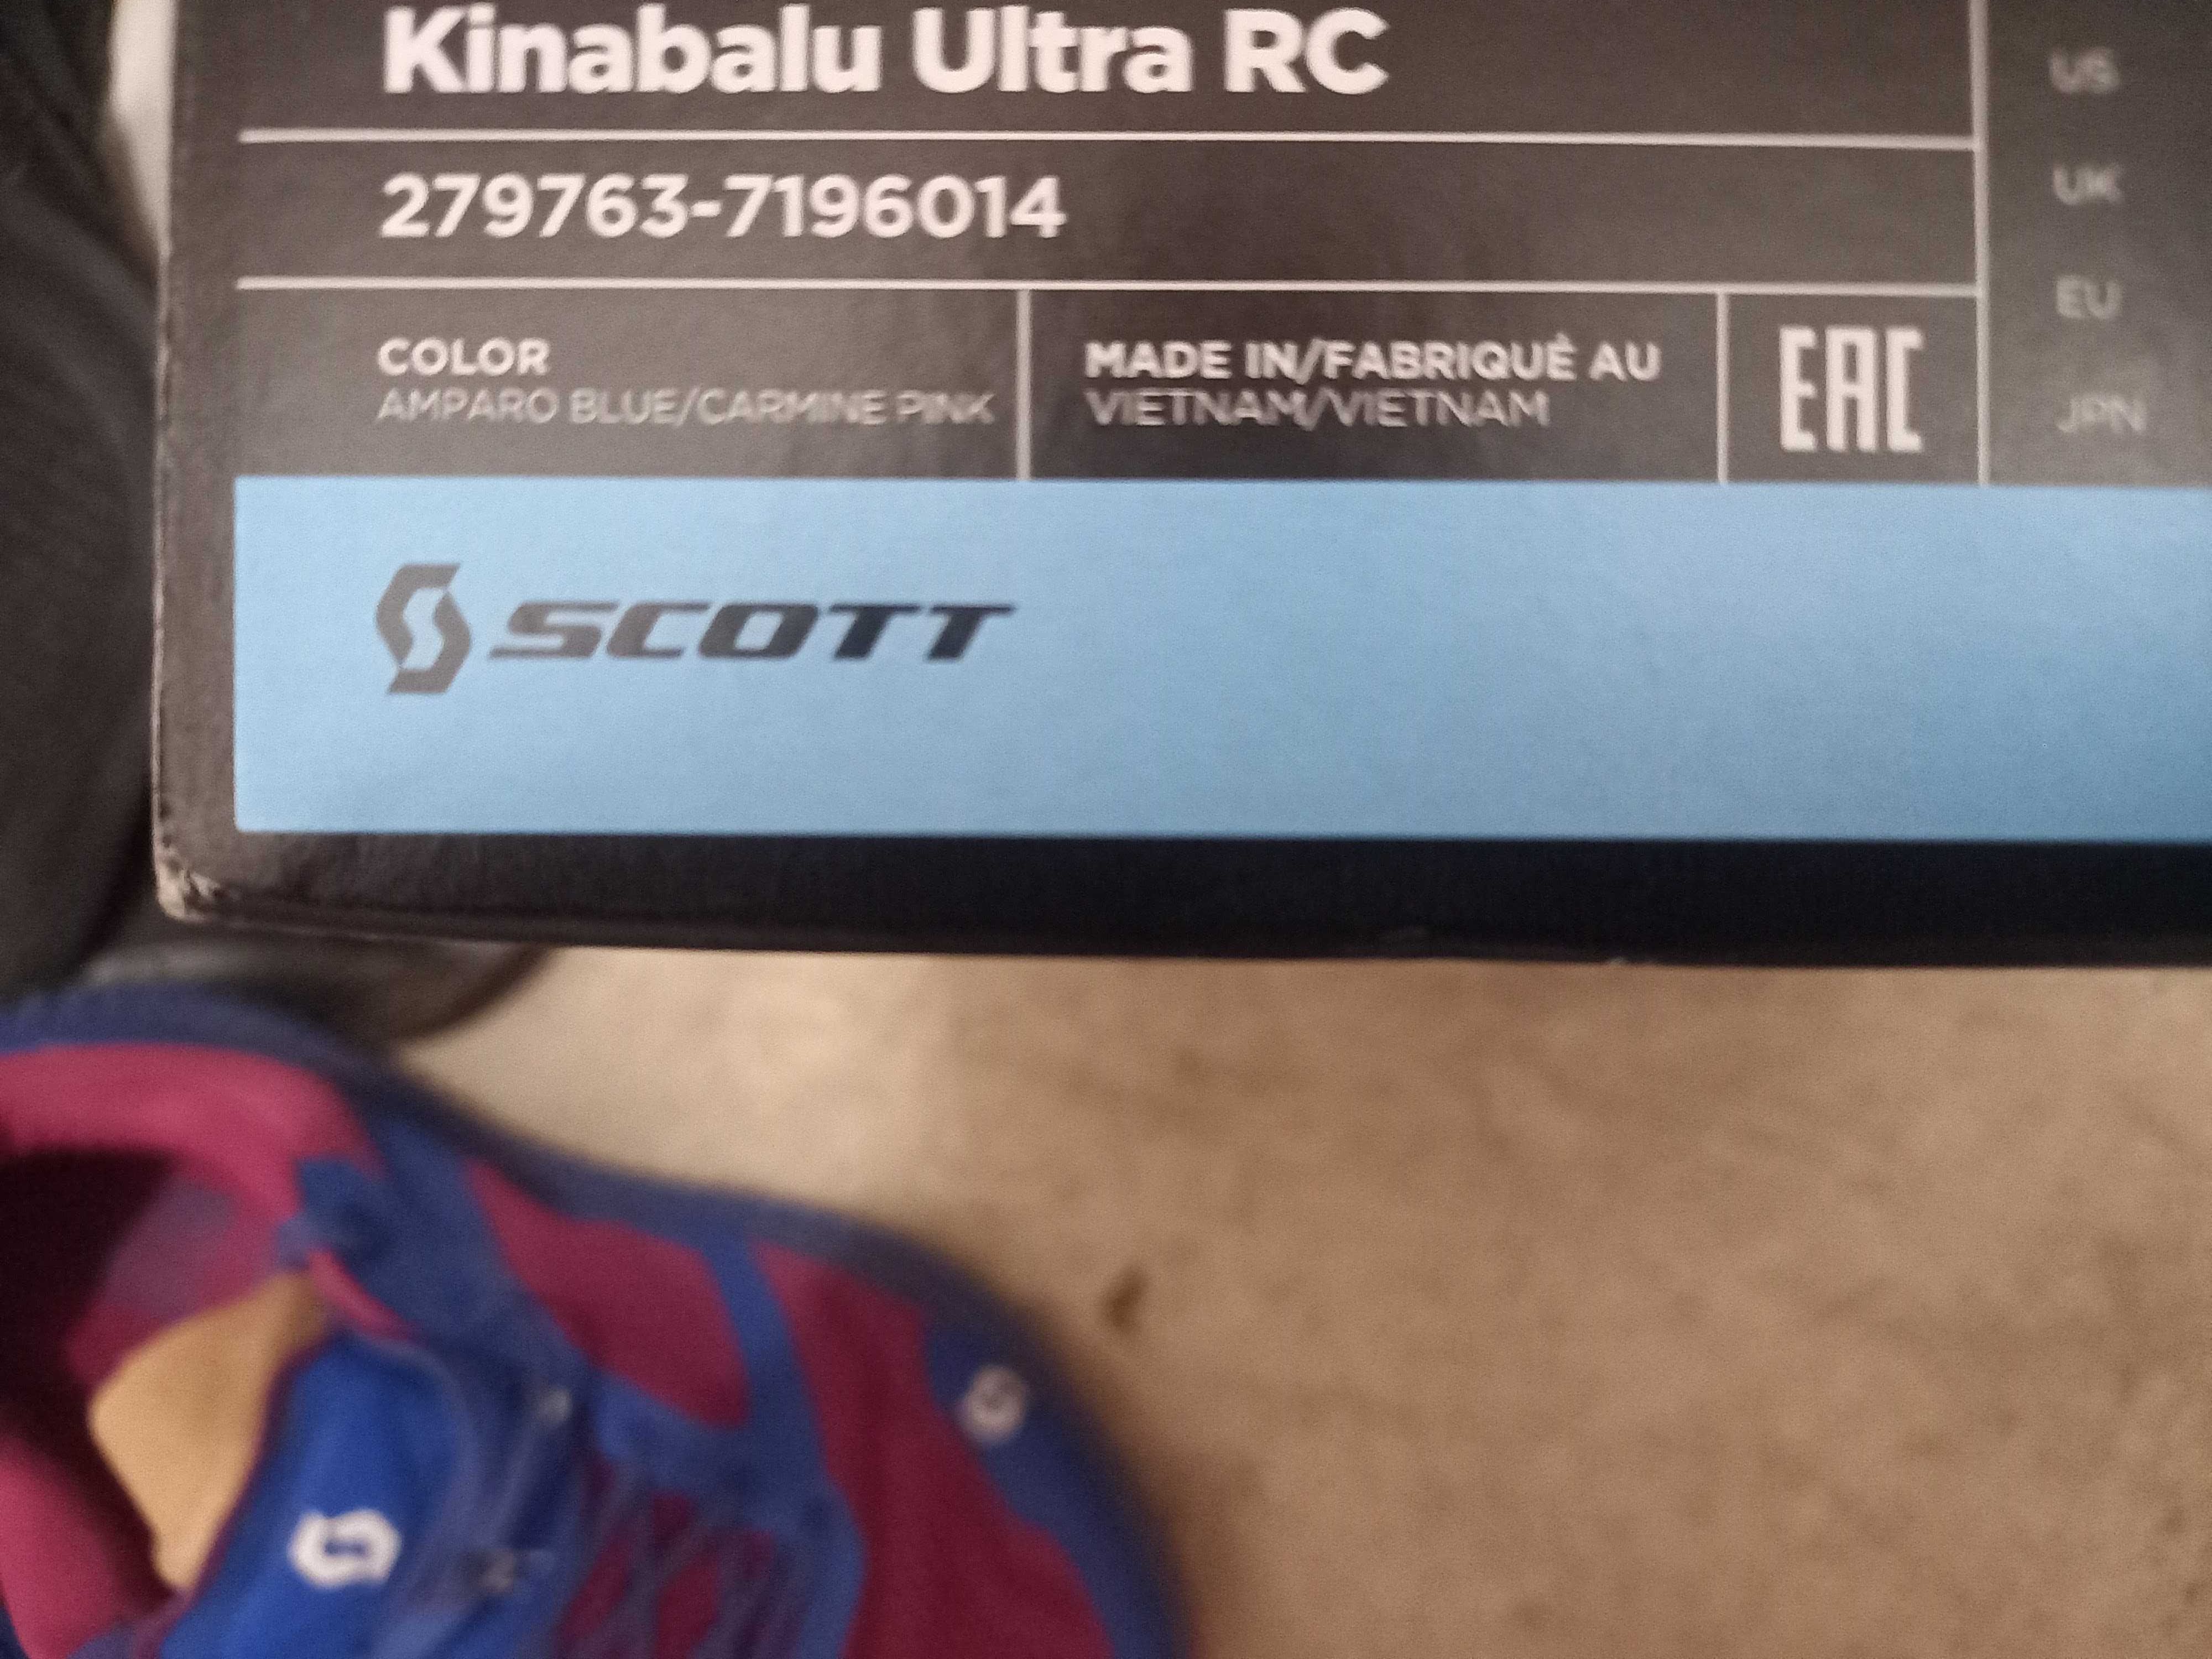 Kinabalu Ultra RC
279763-7196014
COLOR
AMPARO BLUE/CARMINE PINK
MADE IN/FABRIQUÉ AU
VIETNAM/VIETNAM
EAC
US
UK
EU
JPN
SCOTT